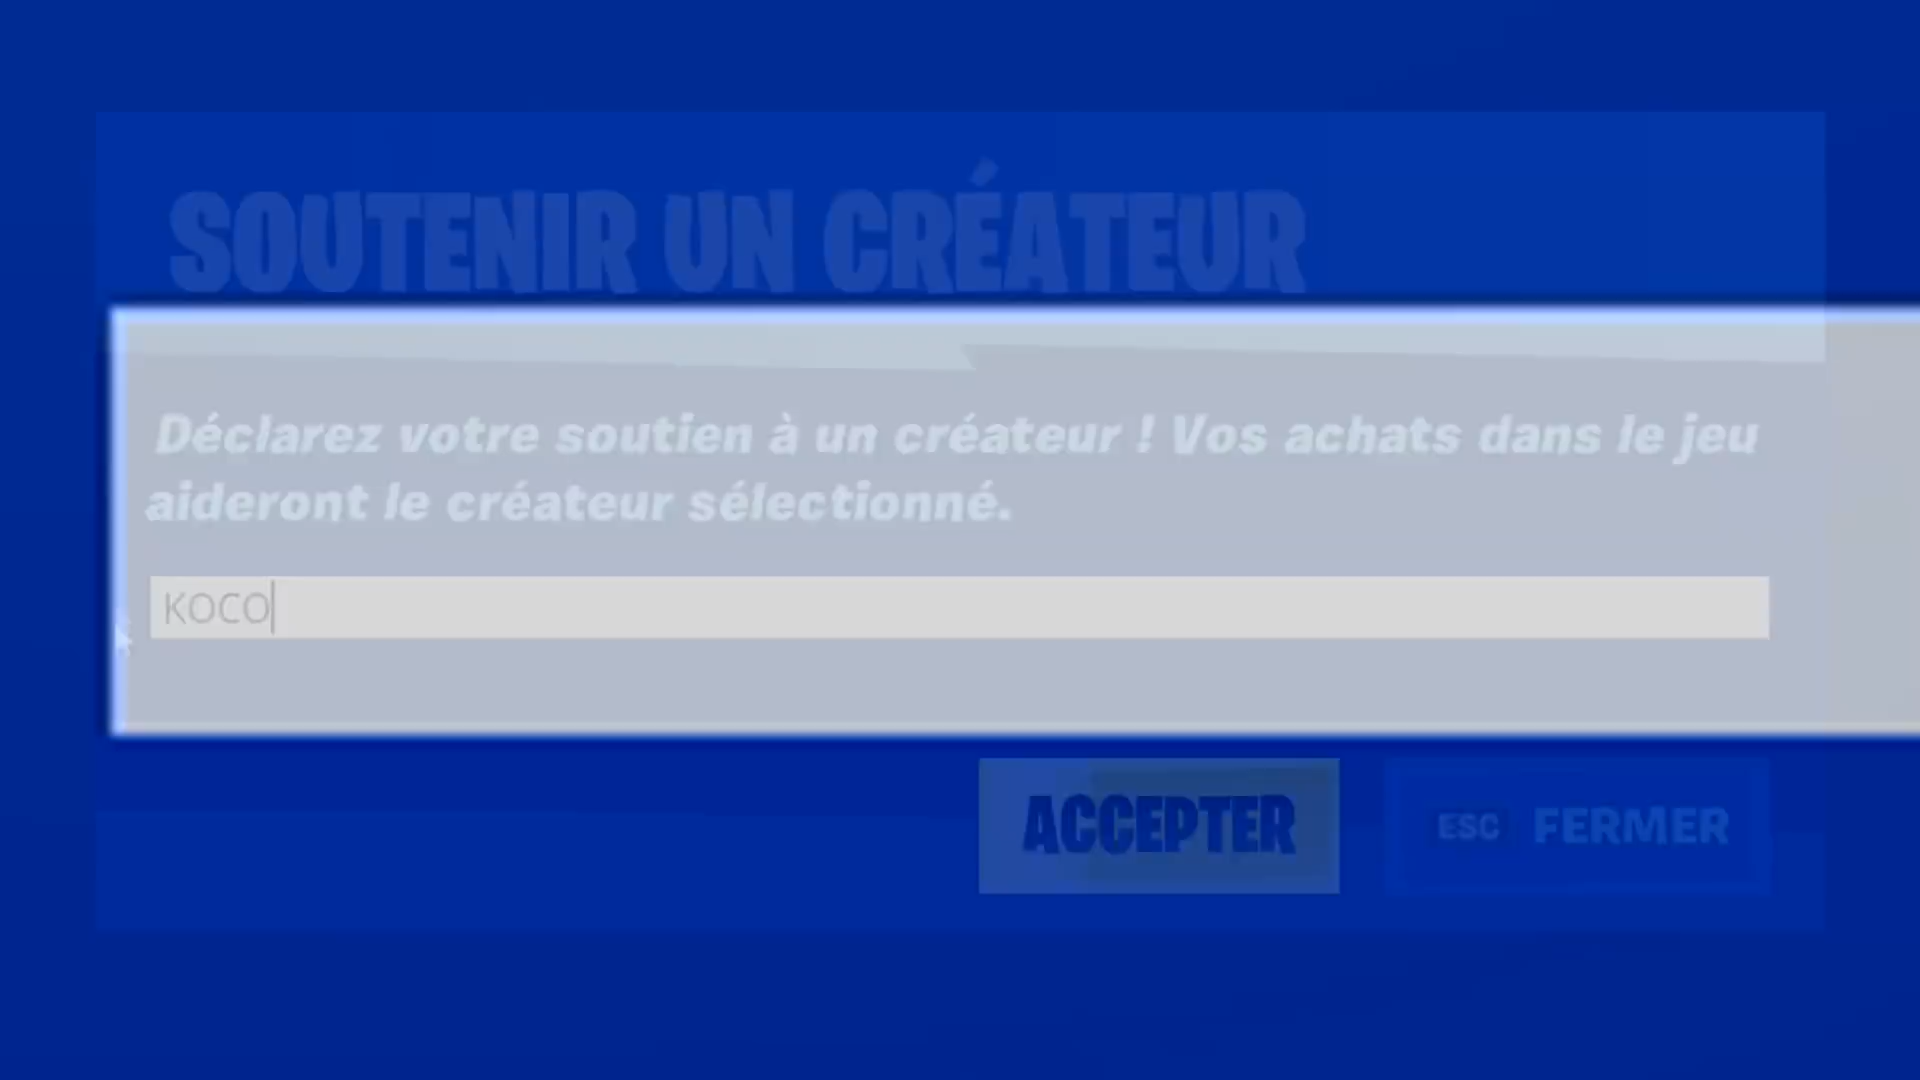 SOUTENIR UN CRÉATEUR
Déclarez votre soutien à un créateur ! Vos achats dans le jeu
aideront le créateur sélectionné.
KOCO
ACCEPTER
ESC FERMER